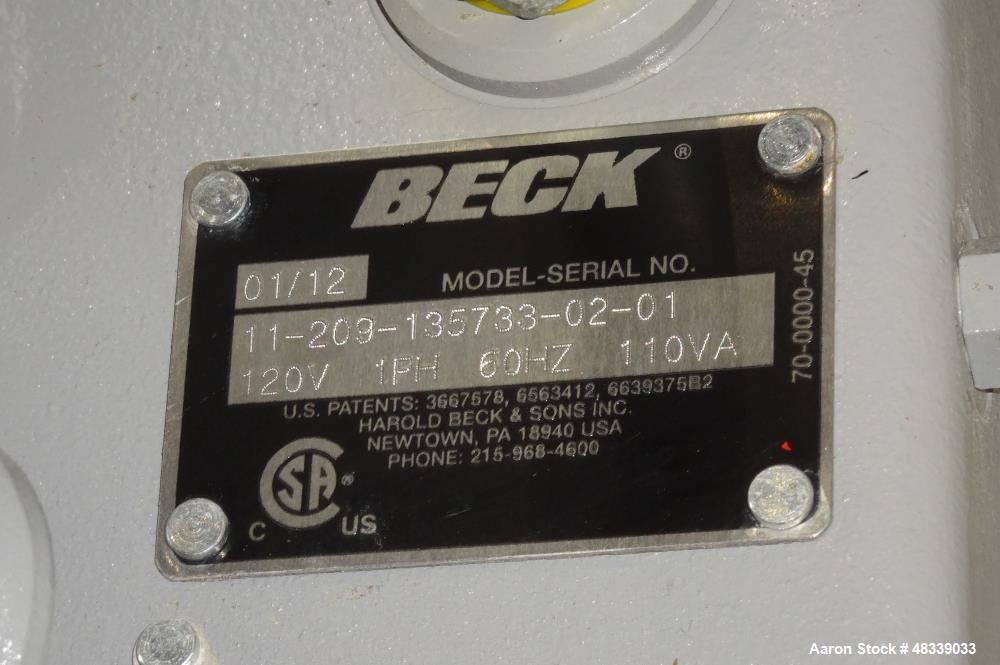 BECK®
01/12
MODEL-SERIAL NO.
11-209-135733-02-01
120V 1PH 60HZ 110VA
70-0000-45
U.S. PATENTS: 3667578, 6563412, 6639375B2
HAROLD BECK & SONS INC.
NEWTOWN, PA 18940 USA
PHONE: 215-968-4600
CSA®
C US
Aaron Stock # 48339033